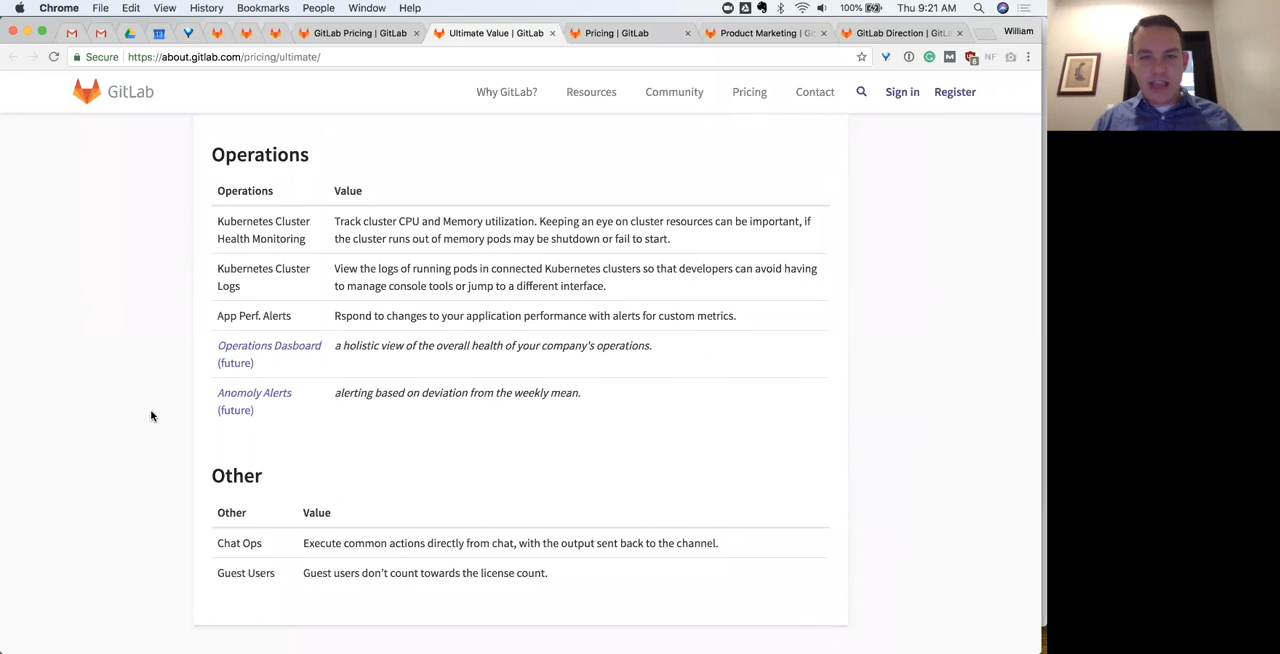 Chrome File Edit View History Bookmarks People Window Help 100% Thu 9:21 AM
GitLab Pricing | GitLab Ultimate Value | GitLab Pricing | GitLab Product Marketing | G GitLab Direction | GitL William
Secure https://about.gitlab.com/pricing/ultimate/ NF
GitLab Why GitLab? Resources Community Pricing Contact Sign in Register
Operations
Operations Value
Kubernetes Cluster Track cluster CPU and Memory utilization. Keeping an eye on cluster resources can be important, if
Health Monitoring the cluster runs out of memory pods may be shutdown or fail to start.
Kubernetes Cluster View the logs of running pods in connected Kubernetes clusters so that developers can avoid having
Logs to manage console tools or jump to a different interface.
App Perf. Alerts Rspond to changes to your application performance with alerts for custom metrics.
Operations Dasboard a holistic view of the overall health of your company's operations.
(future)
Anomoly Alerts alerting based on deviation from the weekly mean.
(future)
Other
Other Value
Chat Ops Execute common actions directly from chat, with the output sent back to the channel.
Guest Users Guest users don't count towards the license count.